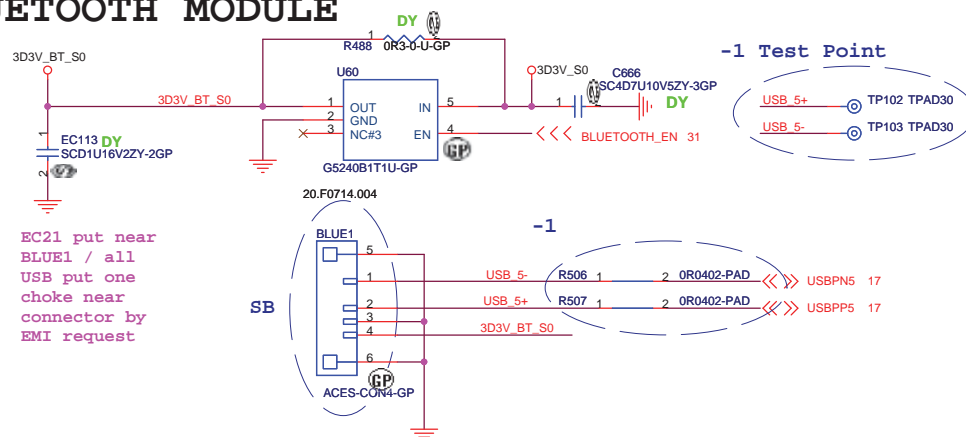 UETOOTH MODULE
DY
1
R488 0R3-0-U-GP
3D3V_BT_S0
U60
3D3V_BT_S0
1 OUT IN 5
2 GND
3 NC#3 EN 4
G5240B1T1U-GP
3D3V_S0
C666
SC4D7U10V5ZY-3GP
1
DY
BLUETOOTH_EN 31
GP
1
EC113 DY
SCD1U16V2ZY-2GP
2
-1 Test Point
USB_5+ TP102 TPAD30
USB_5- TP103 TPAD30
20.F0714.004
BLUE1
EC21 put near
BLUE1 / all
USB put one
choke near
connector by
EMI request
SB
-1
5
1 USB_5- R506 1 2 0R0402-PAD USBPN5 17
2 USB_5+ R507 1 2 0R0402-PAD USBPP5 17
3
4 3D3V_BT_S0
6
GP
ACES-CON4-GP